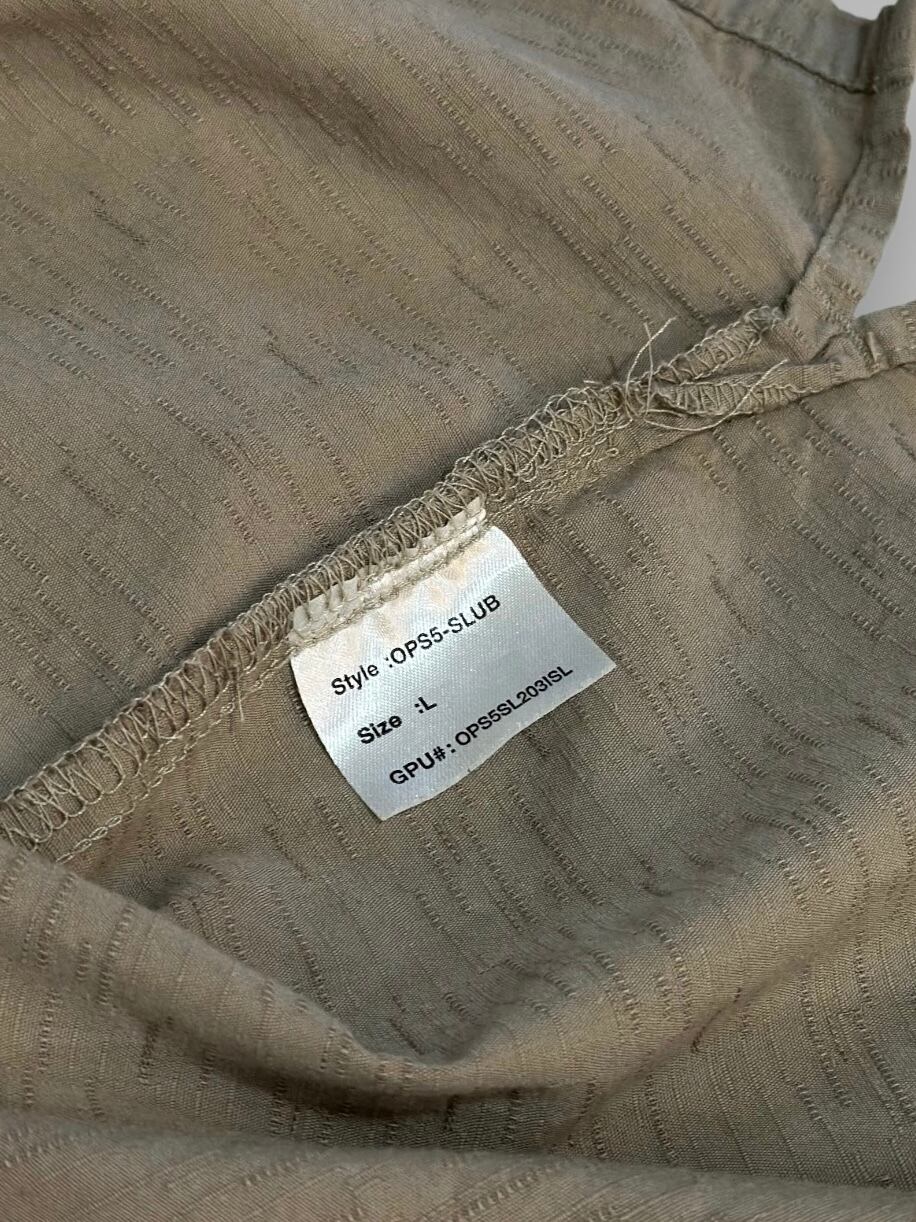 Style :OPS5-SLUB
Size :L
GPU#: OPS5SL203ISL